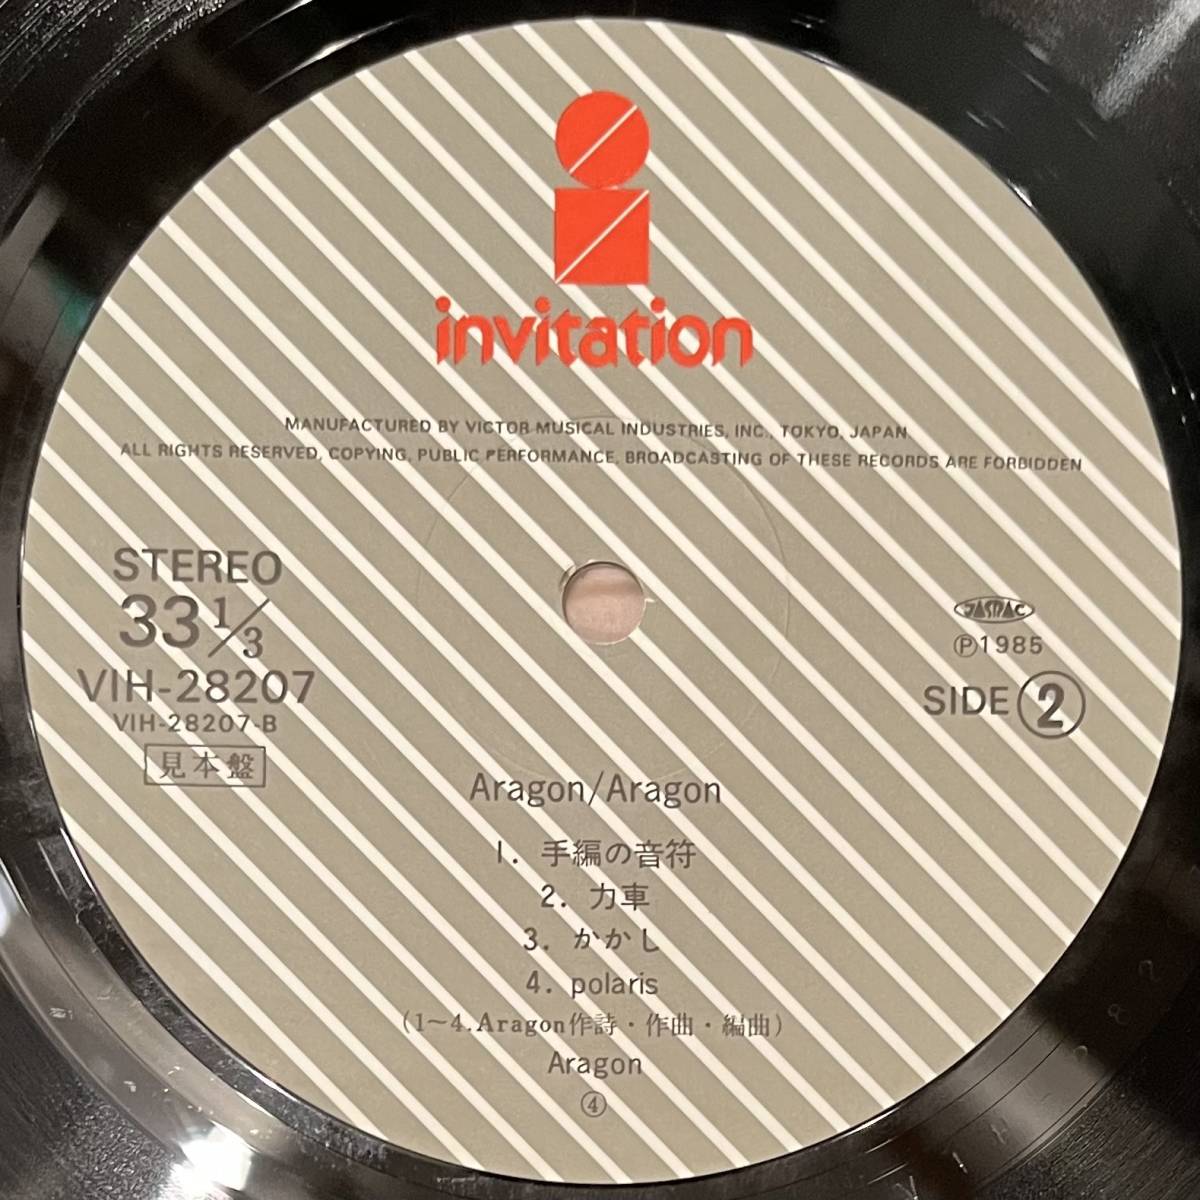 invitation
MANUFACTURED BY VICTOR MUSICAL INDUSTRIES, INC., TOKYO, JAPAN
ALL RIGHTS RESERVED, COPYING, PUBLIC PERFORMANCE, BROADCASTING OF THESE RECORDS ARE FORBIDDEN
STEREO
33 1/3
VIH-28207
VIH-28207-B
見本盤
JASRAC
Ⓟ1985
SIDE ②
Aragon/Aragon
1. 手編の音符
2. 力車
3. かかし
4. polaris
(1〜4.Aragon作詩・作曲・編曲)
Aragon
④